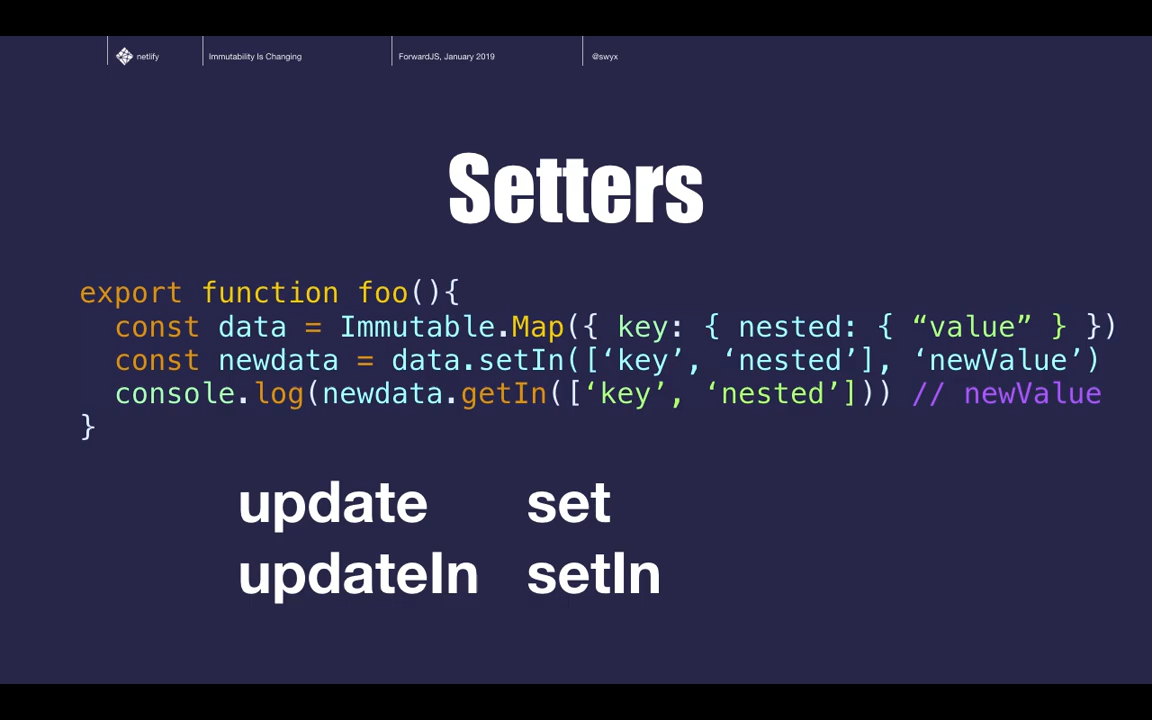 netlify
Immutability Is Changing
ForwardJS, January 2019
@swyx
Setters
export function foo(){
  const data = Immutable.Map({ key: { nested: { “value” } })
  const newdata = data.setIn([‘key’, ‘nested’], ‘newValue’)
  console.log(newdata.getIn([‘key’, ‘nested’])) // newValue
}
update set
updateIn setIn